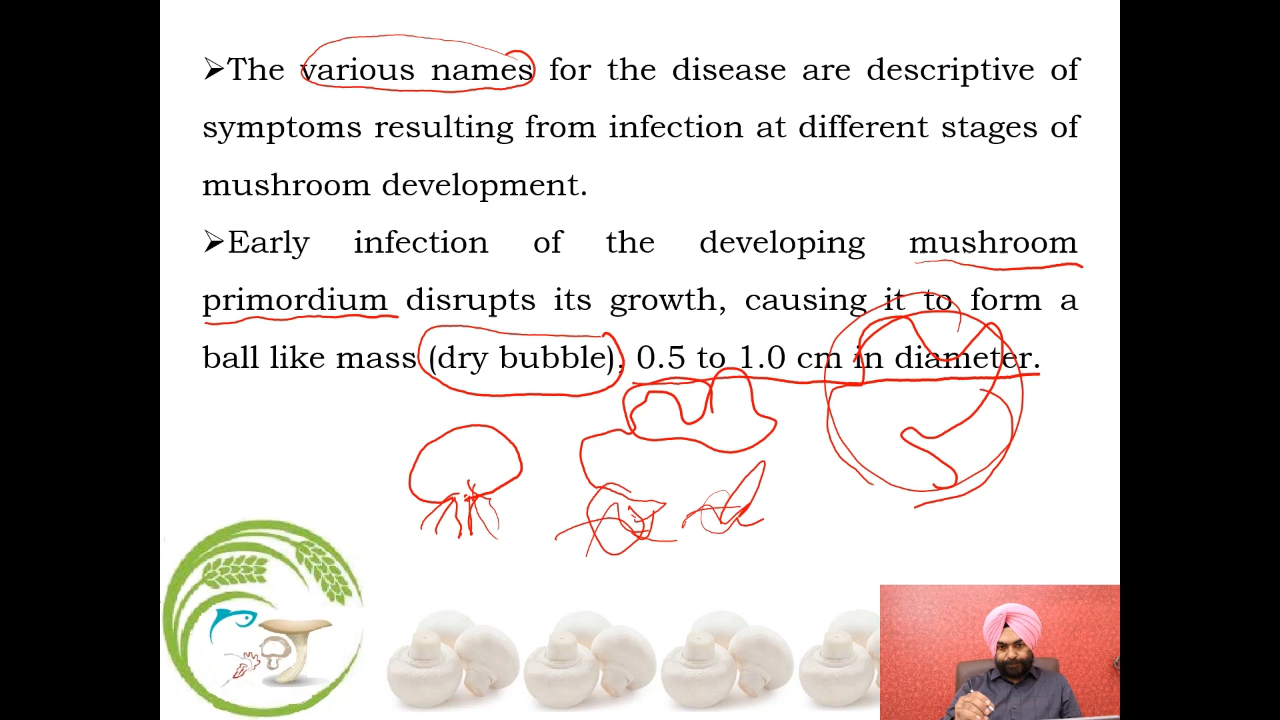 ➢The various names for the disease are descriptive of
symptoms resulting from infection at different stages of
mushroom development.
➢Early infection of the developing mushroom
primordium disrupts its growth, causing it to form a
ball like mass (dry bubble), 0.5 to 1.0 cm in diameter.